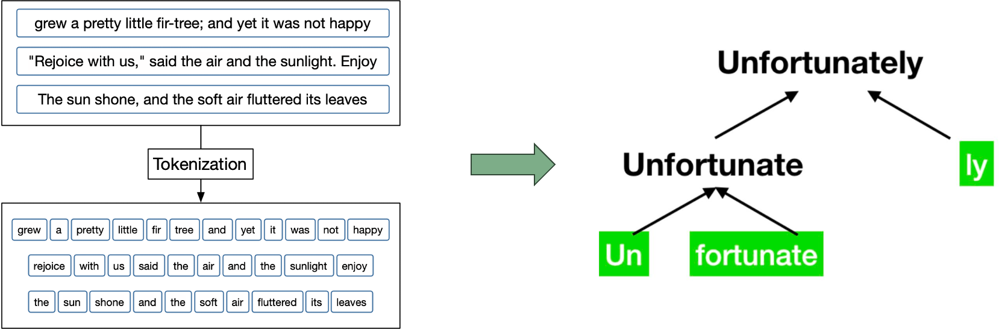 grew a pretty little fir-tree; and yet it was not happy
"Rejoice with us," said the air and the sunlight. Enjoy
The sun shone, and the soft air fluttered its leaves
Tokenization
grew a pretty little fir tree and yet it was not happy
rejoice with us said the air and the sunlight enjoy
the sun shone and the soft air fluttered its leaves
Unfortunately
Unfortunate
ly
Un fortunate